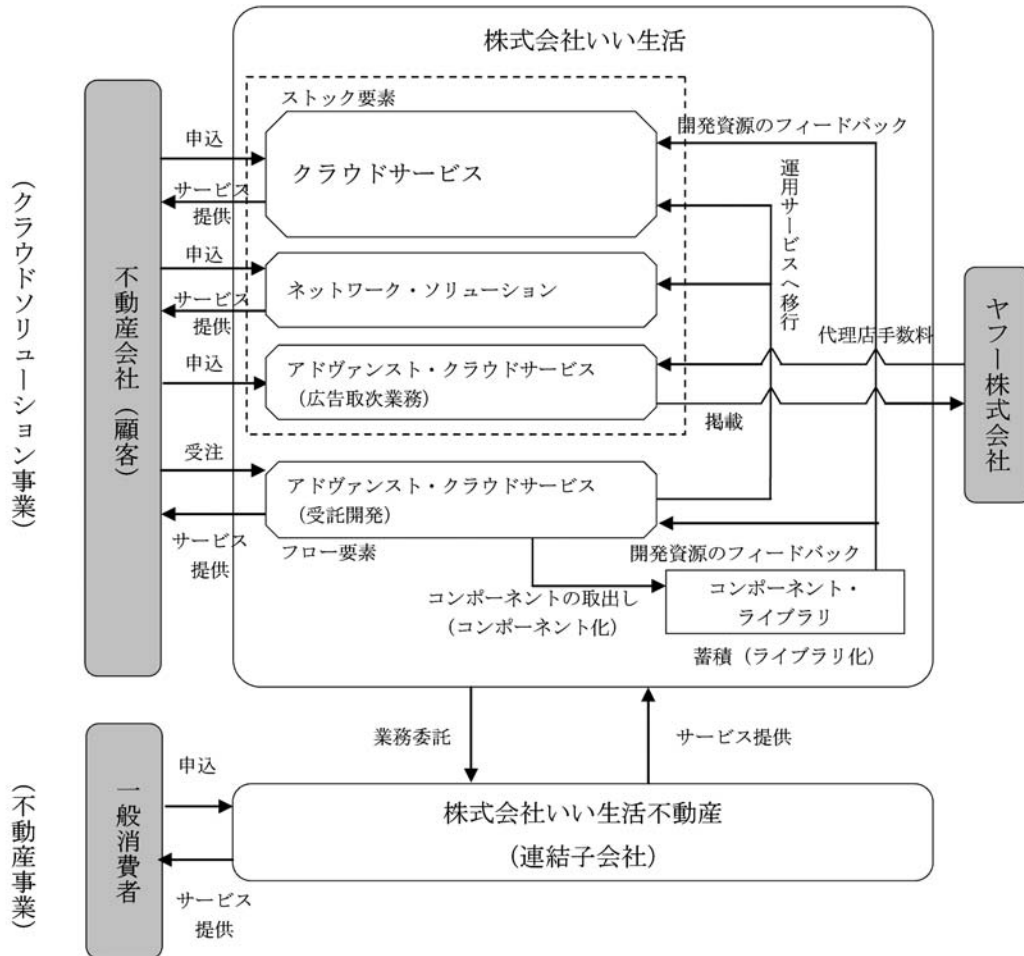 株式会社いい生活
ストック要素
申込
開発資源のフィードバック
クラウドサービス
サービス
提供
運用サービスへ移行
申込
ネットワーク・ソリューション
サービス
提供
代理店手数料
申込
アドヴァンスト・クラウドサービス
(広告取次業務)
掲載
受注
アドヴァンスト・クラウドサービス
(受託開発)
サービス
提供
フロー要素
開発資源のフィードバック
コンポーネントの取出し
(コンポーネント化)
コンポーネント・
ライブラリ
蓄積(ライブラリ化)
(クラウドソリューション事業)
不動産会社(顧客)
ヤフー株式会社
業務委託
サービス提供
申込
株式会社いい生活不動産
(連結子会社)
サービス
提供
一般消費者
(不動産事業)